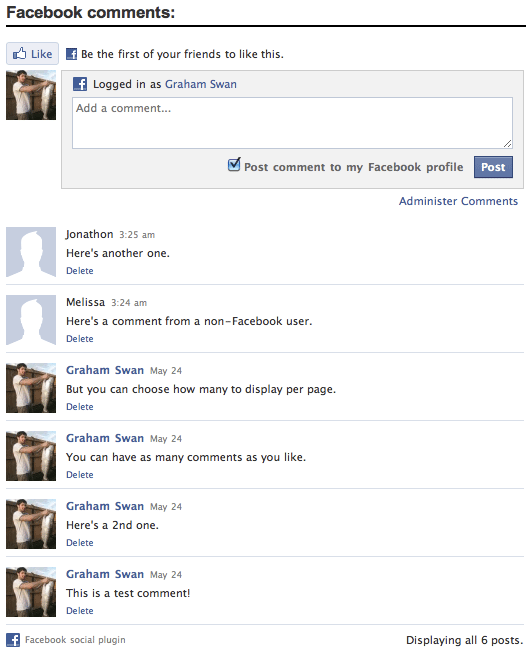 Facebook comments:
Like Be the first of your friends to like this.
Logged in as Graham Swan
Add a comment...
Post comment to my Facebook profile Post
Administer Comments
Jonathon 3:25 am
Here's another one.
Delete
Melissa 3:24 am
Here's a comment from a non-Facebook user.
Delete
Graham Swan May 24
But you can choose how many to display per page.
Delete
Graham Swan May 24
You can have as many comments as you like.
Delete
Graham Swan May 24
Here's a 2nd one.
Delete
Graham Swan May 24
This is a test comment!
Delete
Facebook social plugin Displaying all 6 posts.